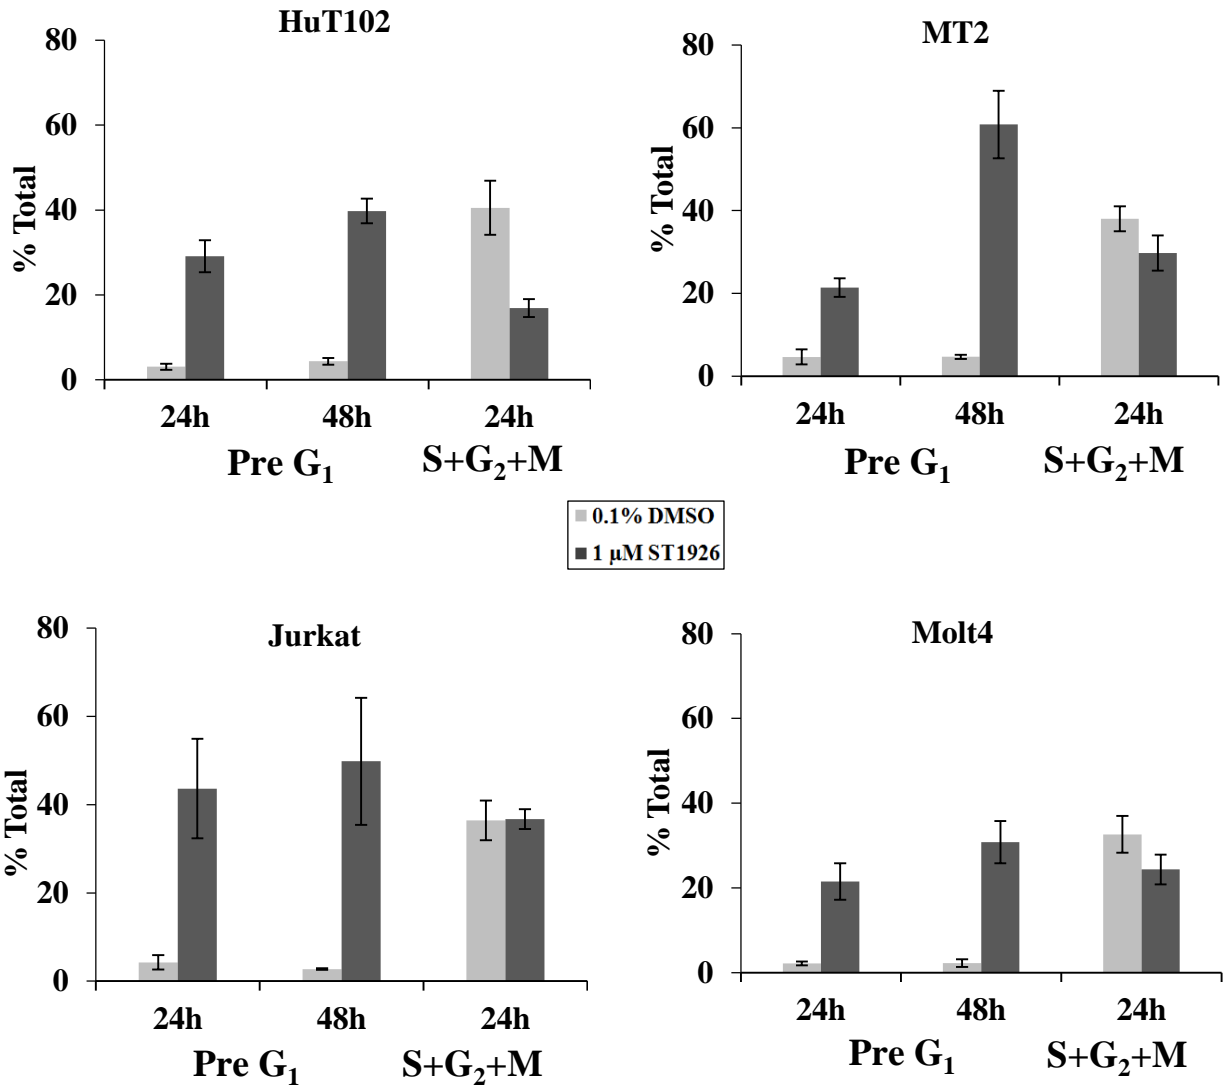 HuT102
80
60
40
20
0
% Total
24h 48h 24h
Pre G₁ S+G₂+M
MT2
80
60
40
20
0
% Total
24h 48h 24h
Pre G₁ S+G₂+M
0.1% DMSO
1 µM ST1926
Jurkat
80
60
40
20
0
% Total
24h 48h 24h
Pre G₁ S+G₂+M
Molt4
80
60
40
20
0
% Total
24h 48h 24h
Pre G₁ S+G₂+M